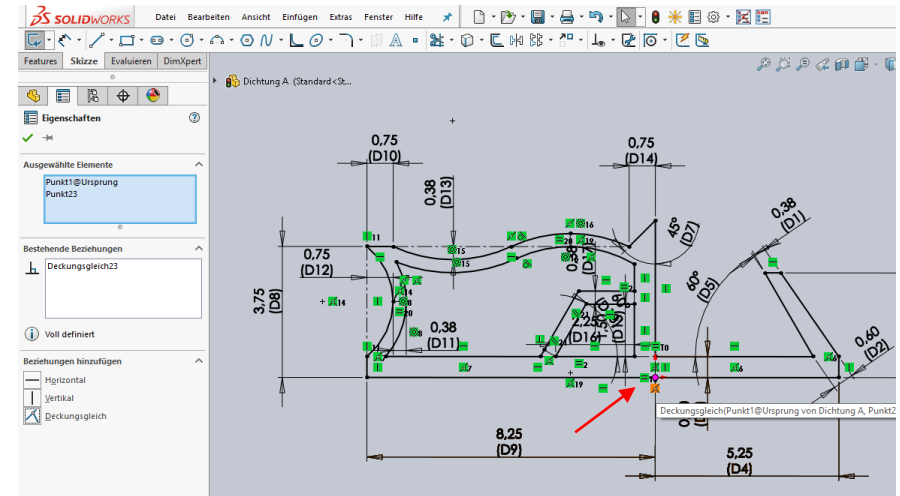 SOLIDWORKS
Datei Bearbeiten Ansicht Einfügen Extras Fenster Hilfe
Features Skizze Evaluieren DimXpert
Dichtung A (Standard<St...
Eigenschaften
Ausgewählte Elemente
Punkt1@Ursprung
Punkt23
Bestehende Beziehungen
Deckungsgleich23
Voll definiert
Beziehungen hinzufügen
Horizontal
Vertikal
Deckungsgleich
0,75
(D10)
0,75
(D14)
0,38
(D13)
45°
(D7)
0,38
(D1)
0,75
(D12)
60°
(D5)
3,75
(D8)
0,38
(D11)
0,60
(D2)
Deckungsgleich(Punkt1@Ursprung von Dichtung A, Punkt2
8,25
(D9)
5,25
(D4)